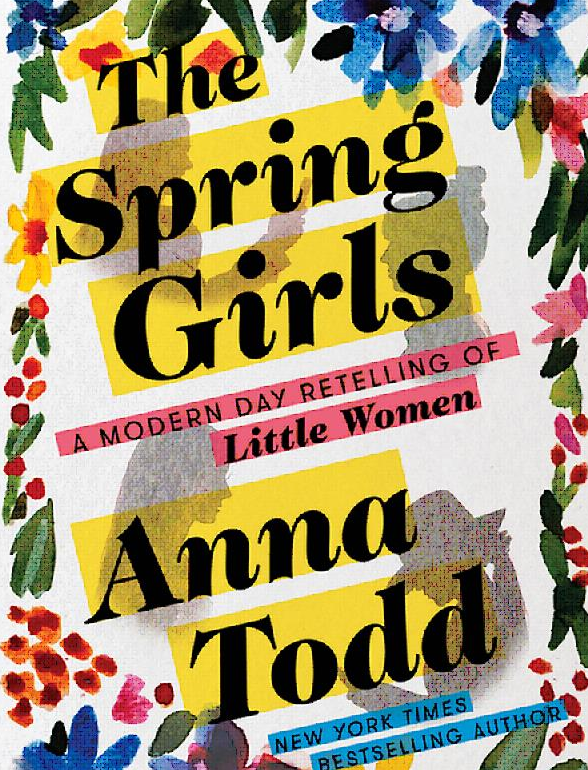 The
Spring
Girls
A MODERN DAY RETELLING OF
Little Women
Anna
Todd
NEW YORK TIMES
BESTSELLING AUTHOR